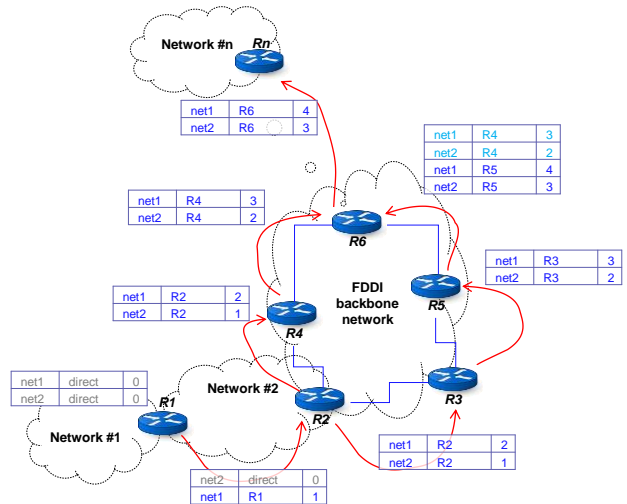 Network #n
Rn
net1 R6 4
net2 R6 3
net1 R4 3
net2 R4 2
net1 R5 4
net2 R5 3
net1 R4 3
net2 R4 2
R6
net1 R3 3
net2 R3 2
FDDI
backbone
network
R5
net1 R2 2
net2 R2 1
R4
net1 direct 0
net2 direct 0
Network #2
R1
R2
R3
Network #1
net1 R2 2
net2 R2 1
net2 direct 0
net1 R1 1